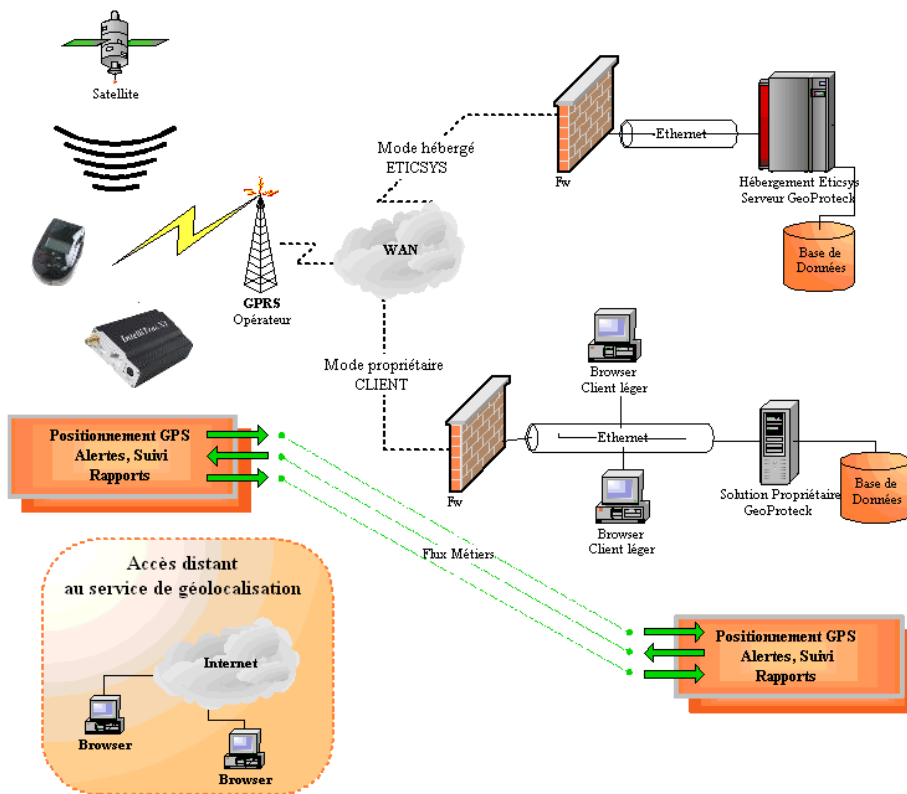 Satellite
Mode hébergé
ETICSYS
Fw
Ethernet
Hébergement Eticsys
Serveur GeoProteck
Base de
Données
WAN
GPRS
Opérateur
Mode propriétaire
CLIENT
Browser
Client léger
Ethernet
Fw
Browser
Client léger
Solution Propriétaire
GeoProteck
Base de
Données
Positionnement GPS
Alertes, Suivi
Rapports
Flux Métiers
Accès distant
au service de géolocalisation
Internet
Browser
Browser
Positionnement GPS
Alertes, Suivi
Rapports